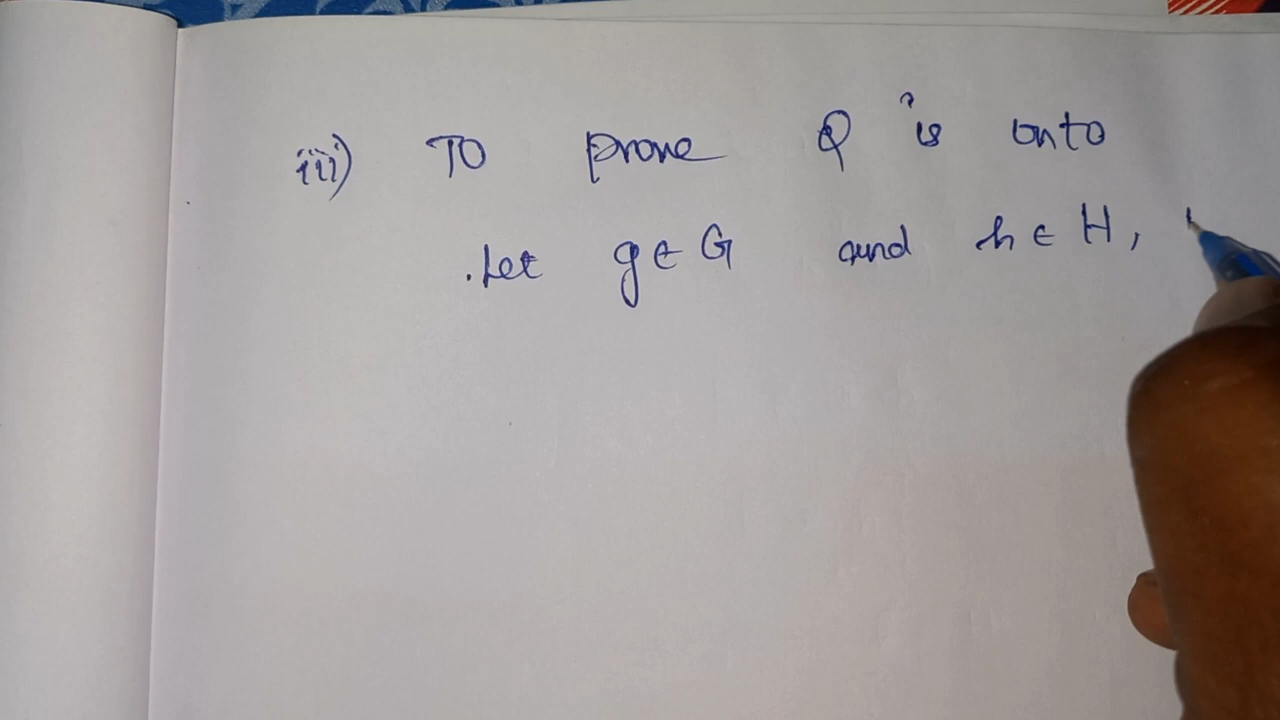 iii) TO prove φ is onto
.Let g ∈ G and h ∈ H,